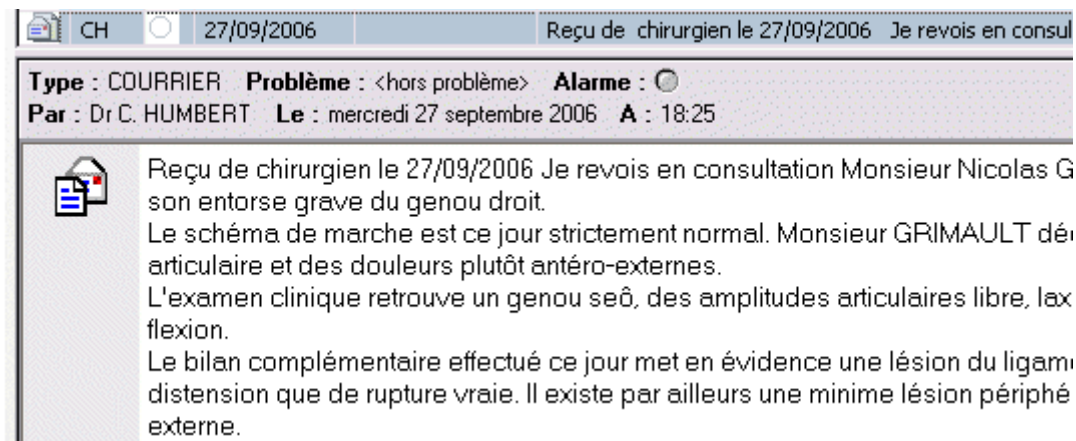 CH 27/09/2006 Reçu de chirurgien le 27/09/2006 Je revois en consul
Type : COURRIER Problème : <hors problème> Alarme :
Par : Dr C. HUMBERT Le : mercredi 27 septembre 2006 A : 18:25
Reçu de chirurgien le 27/09/2006 Je revois en consultation Monsieur Nicolas G
son entorse grave du genou droit.
Le schéma de marche est ce jour strictement normal. Monsieur GRIMAULT dé
articulaire et des douleurs plutôt antéro-externes.
L'examen clinique retrouve un genou seô, des amplitudes articulaires libre, lax
flexion.
Le bilan complémentaire effectué ce jour met en évidence une lésion du ligam
distension que de rupture vraie. Il existe par ailleurs une minime lésion périphé
externe.